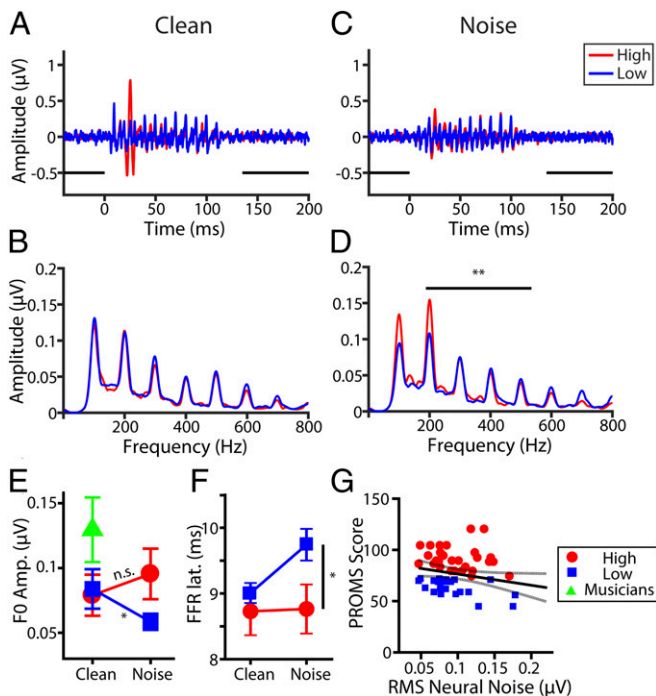 A Clean C Noise
High
Low
Amplitude (µV)
1
0.5
0
-0.5
0 50 100 150 200
Time (ms)
1
0.5
0
-0.5
0 50 100 150 200
Time (ms)
B D
Amplitude (µV)
0.2
0.15
0.1
0.05
0
200 400 600 800
Frequency (Hz)
0.2
0.15
0.1
0.05
0
**
200 400 600 800
Frequency (Hz)
E F G
F0 Amp. (µV)
0.15
0.1
0.05
n.s.
*
Clean Noise
FFR lat. (ms)
10
9
8
*
Clean Noise
PROMS Score
150
100
50
0
0.05 0.1 0.15 0.2
RMS Neural Noise (µV)
High
Low
Musicians